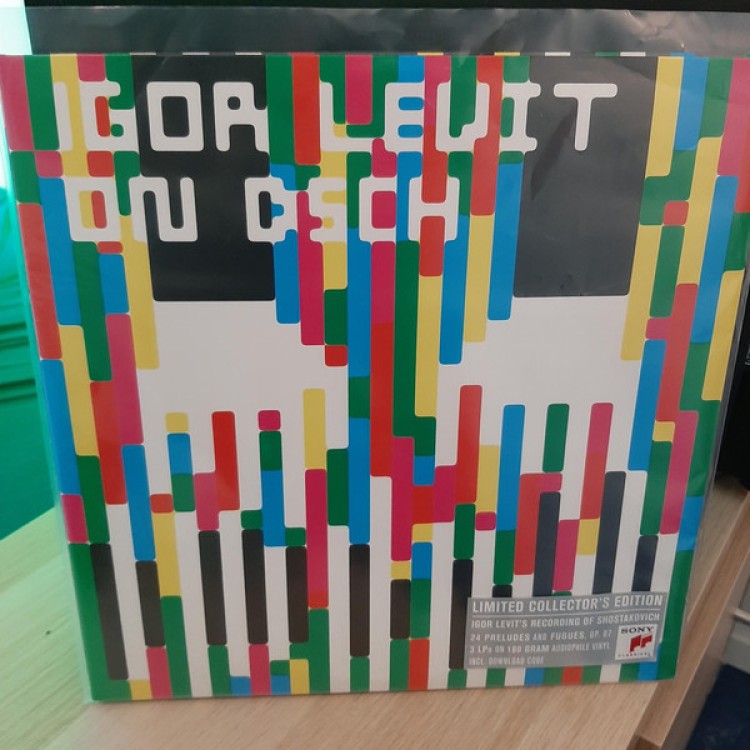 IGOR LEVIT
ON DSCH
LIMITED COLLECTOR'S EDITION
IGOR LEVIT'S RECORDING OF SHOSTAKOVICH
24 PRELUDES AND FUGUES, OP. 87
3 LPs ON 180 GRAM AUDIOPHILE VINYL
INCL. DOWNLOAD CODE
SONY
CLASSICAL